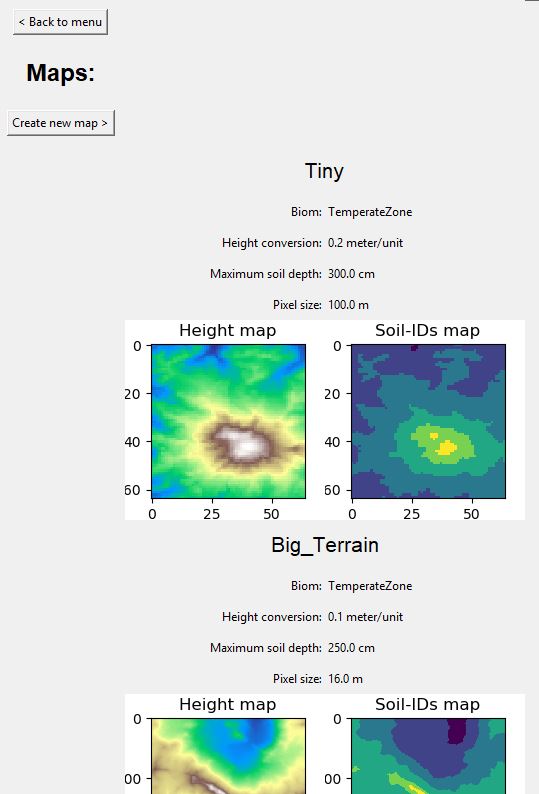 < Back to menu
Maps:
Create new map >
Tiny
Biom: TemperateZone
Height conversion: 0.2 meter/unit
Maximum soil depth: 300.0 cm
Pixel size: 100.0 m
Height map Soil-IDs map
0 0
20 20
40 40
60 60
0 25 50 0 25 50
Big_Terrain
Biom: TemperateZone
Height conversion: 0.1 meter/unit
Maximum soil depth: 250.0 cm
Pixel size: 16.0 m
Height map Soil-IDs map
0 0
00 00